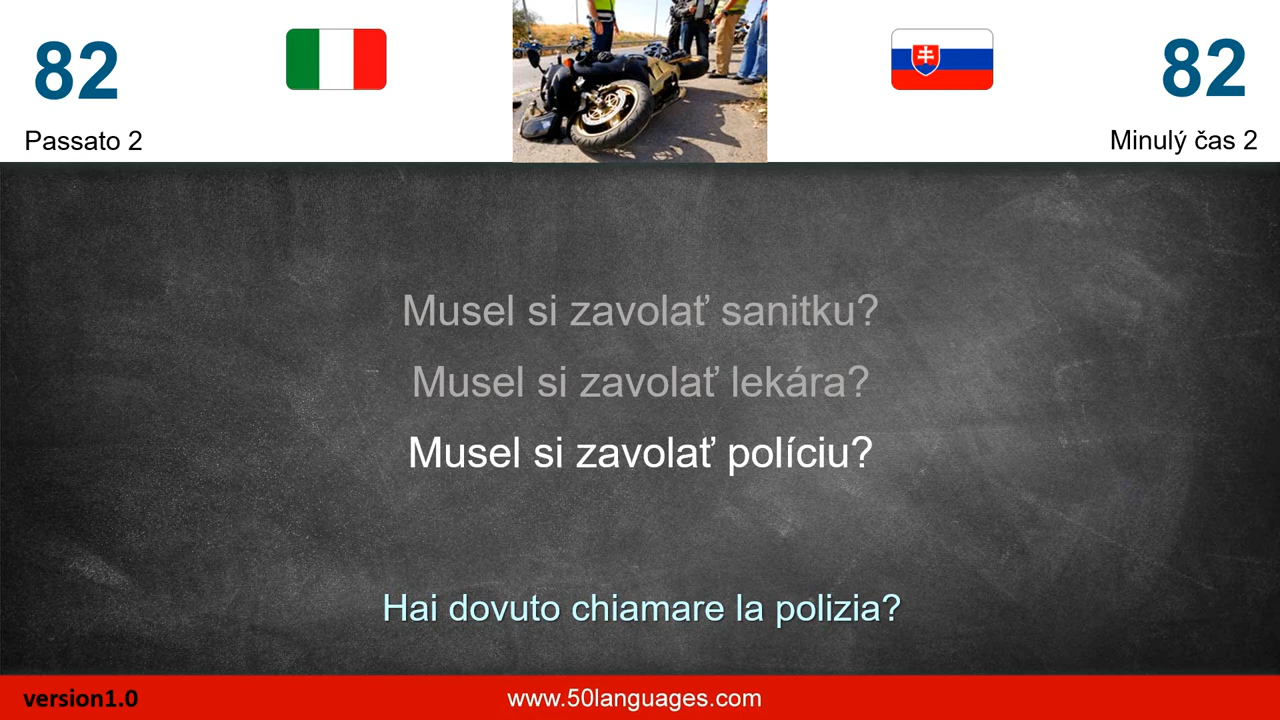 82
82
Passato 2
Minulý čas 2
Musel si zavolať sanitku?
Musel si zavolať lekára?
Musel si zavolať políciu?
Hai dovuto chiamare la polizia?
version1.0
www.50languages.com